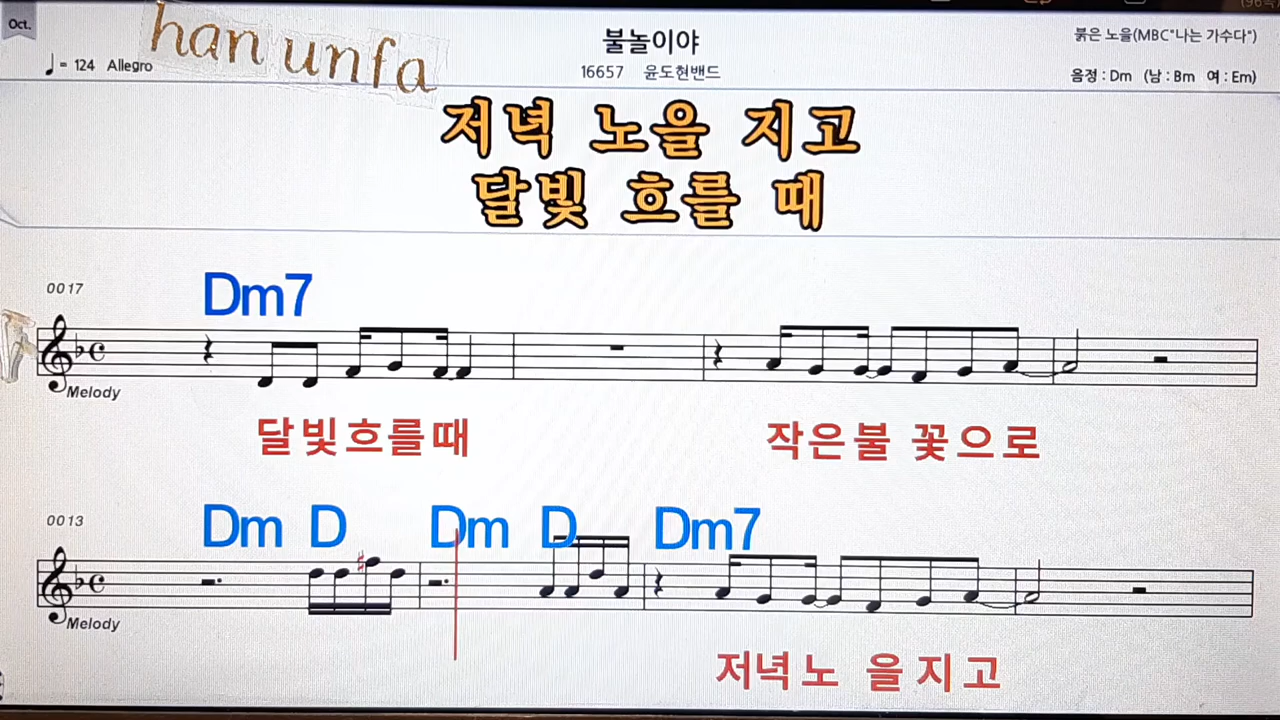 Oct.
han unfa
♩= 124 Allegro
불놀이야
16657 윤도현밴드
붉은 노을(MBC"나는 가수다")
음정 : Dm (남 : Bm 여 : Em)
저녁 노을 지고
달빛 흐를 때
0017
Dm7
Melody
달빛흐를때 작은불 꽃으로
0013
Dm D Dm D Dm7
Melody
저녁노 을지고